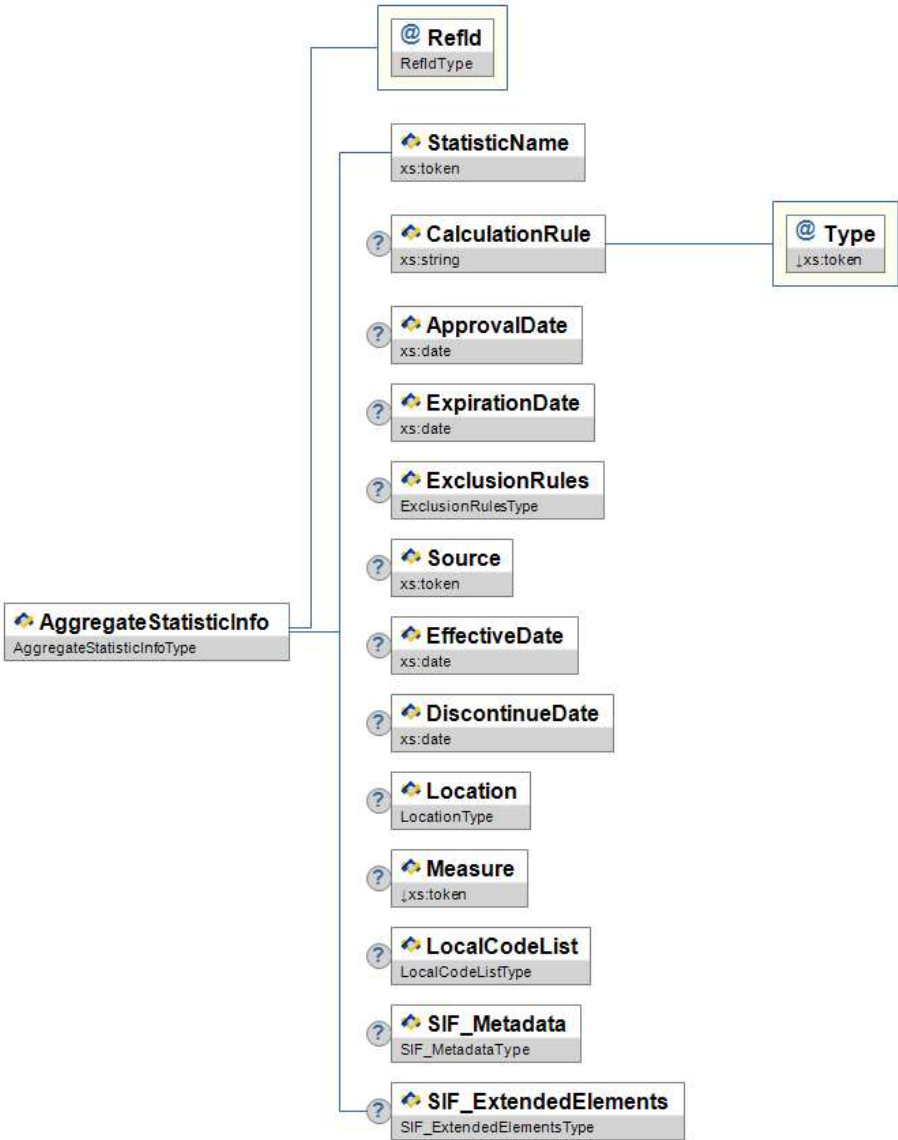 @ RefId
RefIdType
StatisticName
xs:token
? CalculationRule
xs:string
@ Type
↓xs:token
? ApprovalDate
xs:date
? ExpirationDate
xs:date
? ExclusionRules
ExclusionRulesType
? Source
xs:token
AggregateStatisticInfo
AggregateStatisticInfoType
? EffectiveDate
xs:date
? DiscontinueDate
xs:date
? Location
LocationType
? Measure
↓xs:token
? LocalCodeList
LocalCodeListType
? SIF_Metadata
SIF_MetadataType
? SIF_ExtendedElements
SIF_ExtendedElementsType